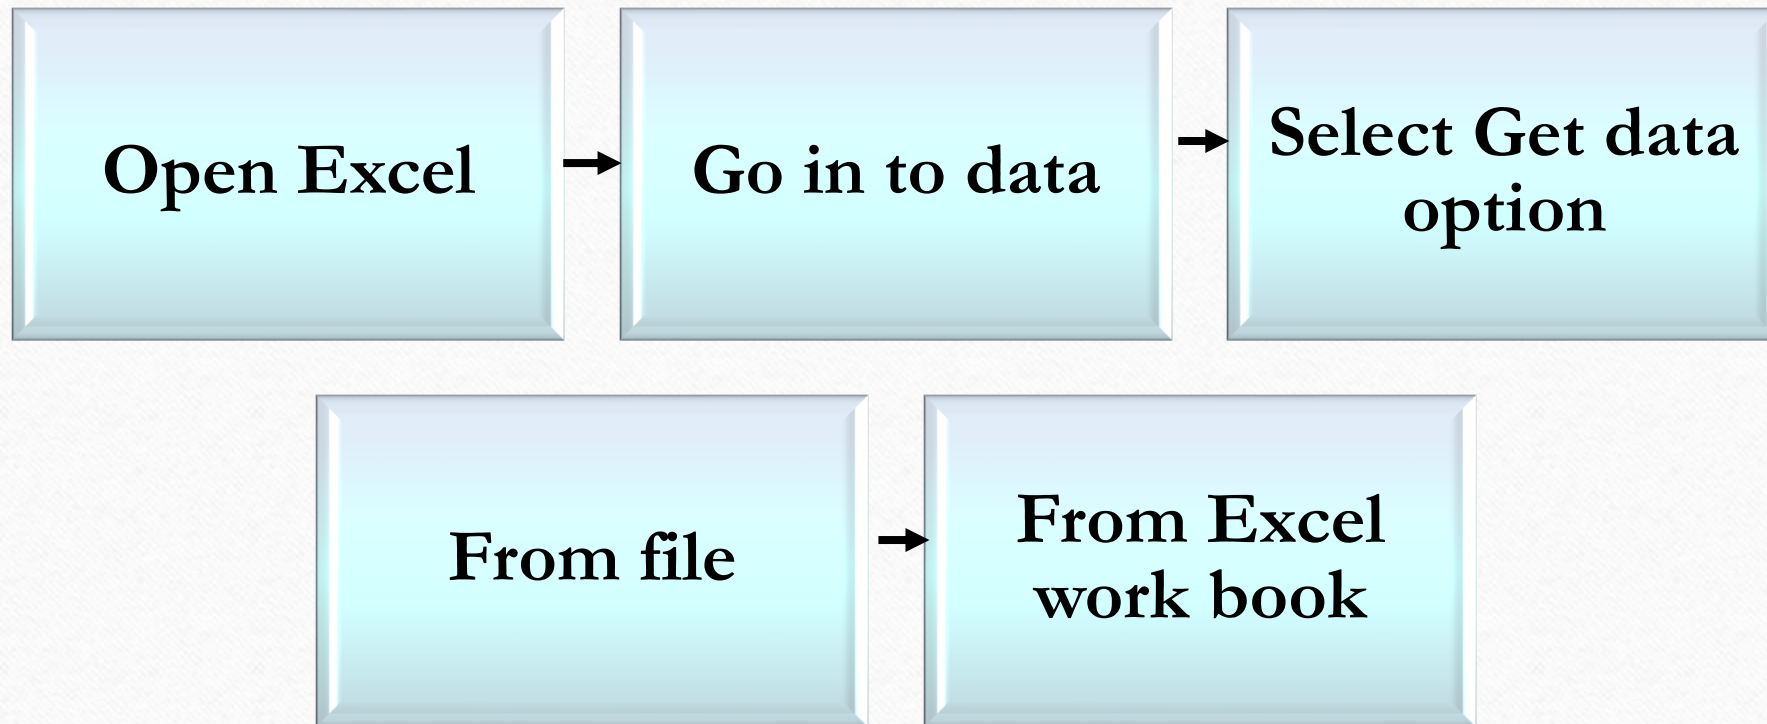 Open Excel
Go in to data
Select Get data
option
From file
From Excel
work book